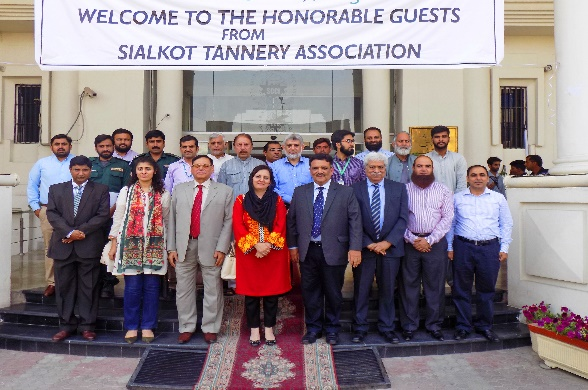 WELCOME TO THE HONORABLE GUESTS
FROM
SIALKOT TANNERY ASSOCIATION